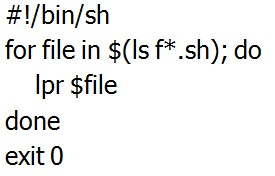 #!/bin/sh
for file in $(ls f*.sh); do
    lpr $file
done
exit 0